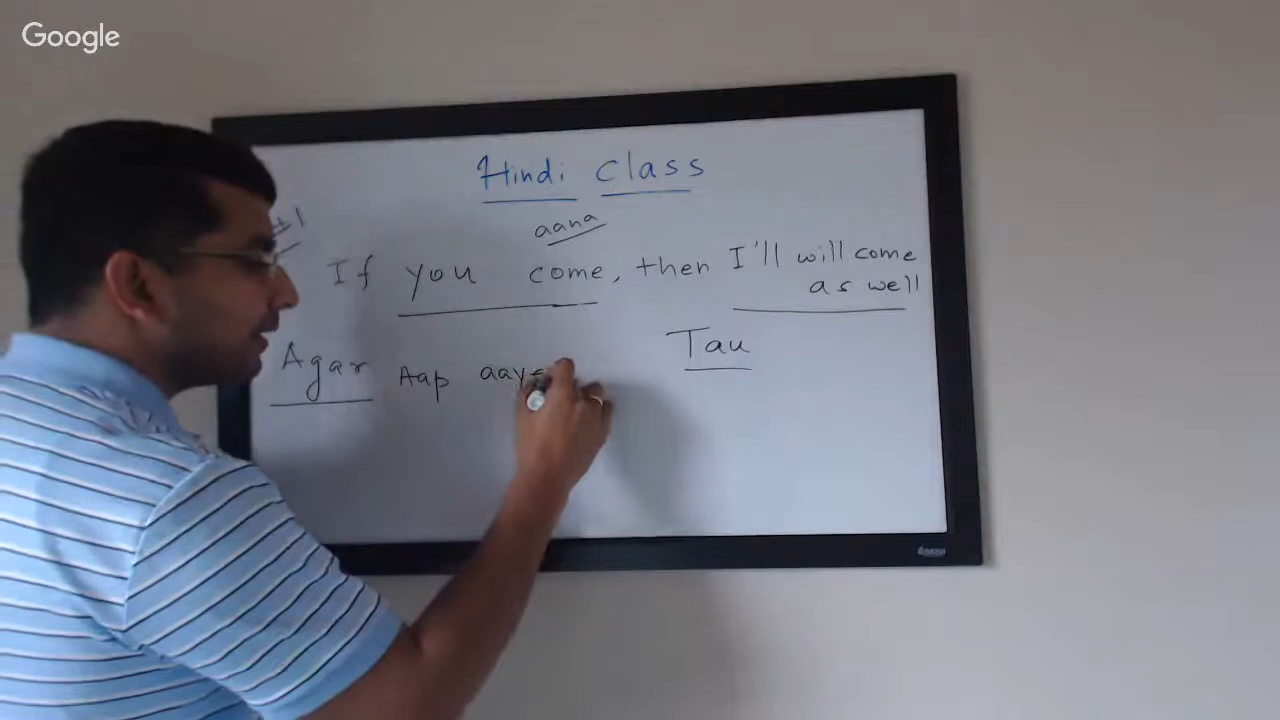 Google
Hindi Class
aana
If you come, then I'll will come
as well
Tau
Agar Aap